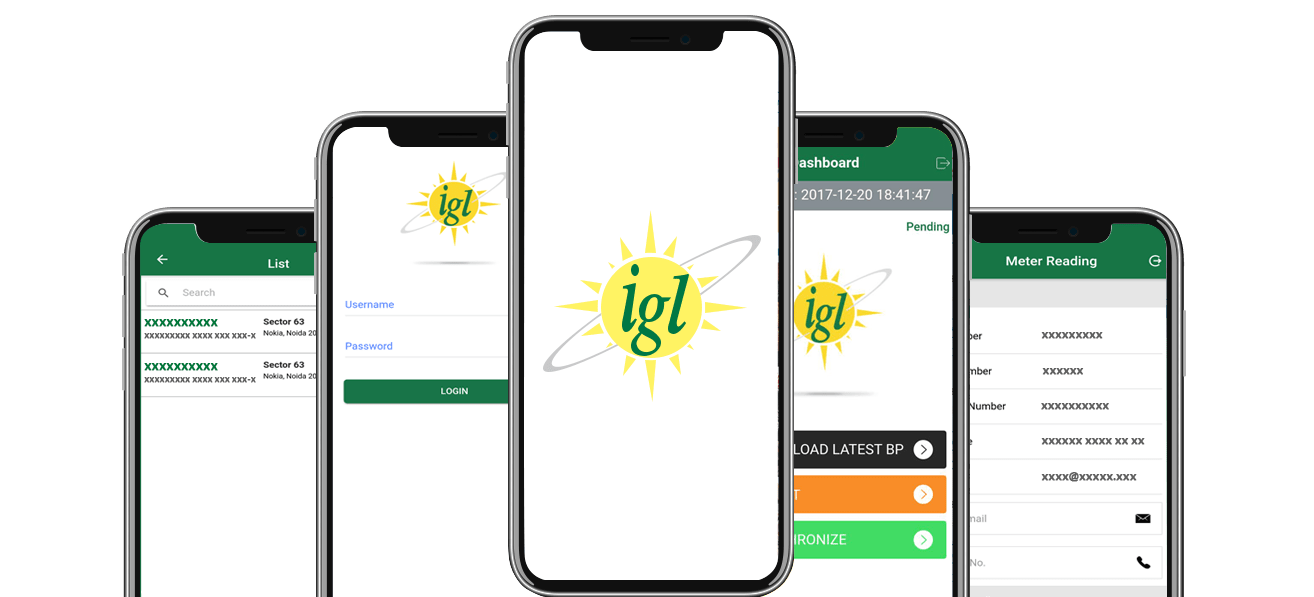 List
Search
XXXXXXXXXX
XXXXXXXXX XXXX XXX XXX-X
Sector 63
Nokia, Noida 20
XXXXXXXXXX
XXXXXXXXX XXXX XXX XXX-X
Sector 63
Nokia, Noida 20
igl
Username
Password
LOGIN
igl
ashboard
: 2017-12-20 18:41:47
Pending
igl
LOAD LATEST BP
T
IRONIZE
Meter Reading
ber
XXXXXXXXX
mber
XXXXXX
Number
XXXXXXXXXX
e
XXXXXX XXXX XX XX
xxxx@xxxxx.xxx
mail
No.